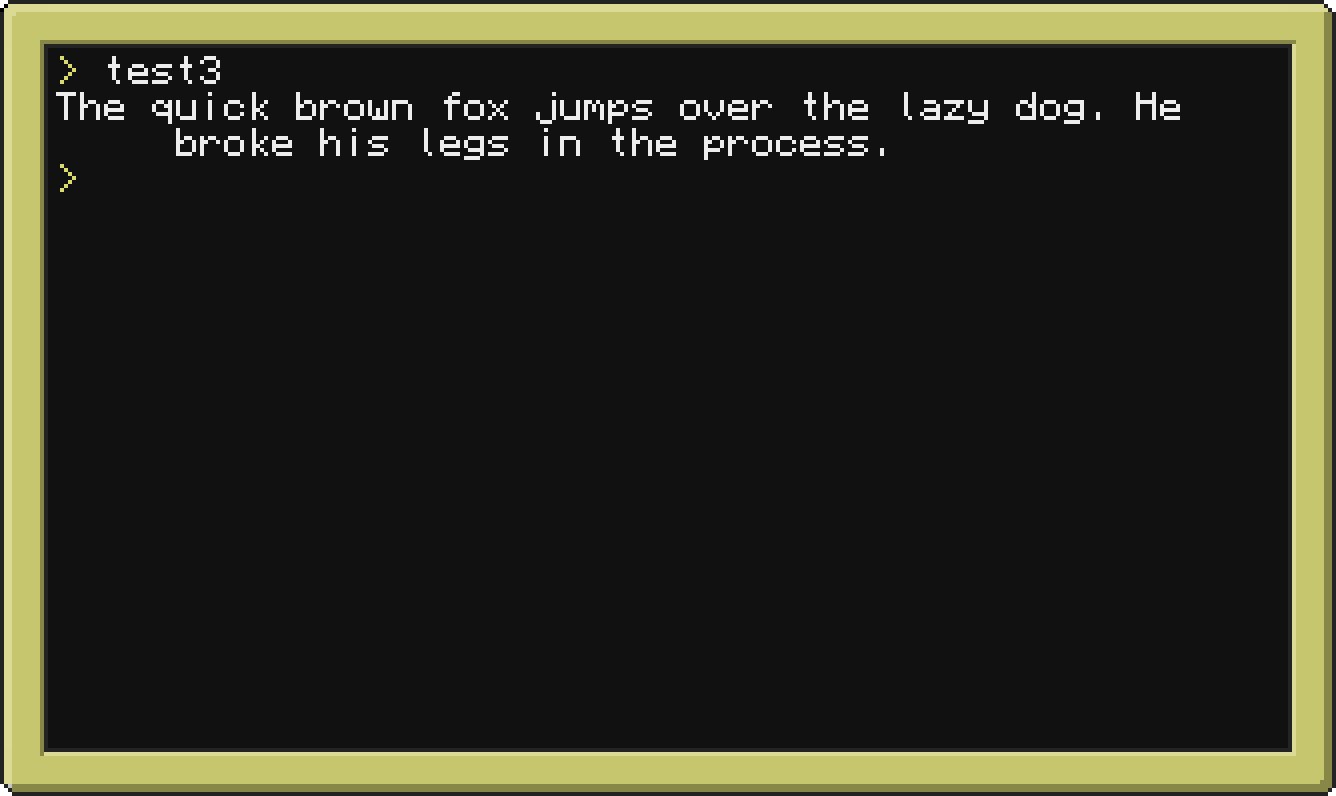 > test3
The quick brown fox jumps over the lazy dog. He
     broke his legs in the process.
>